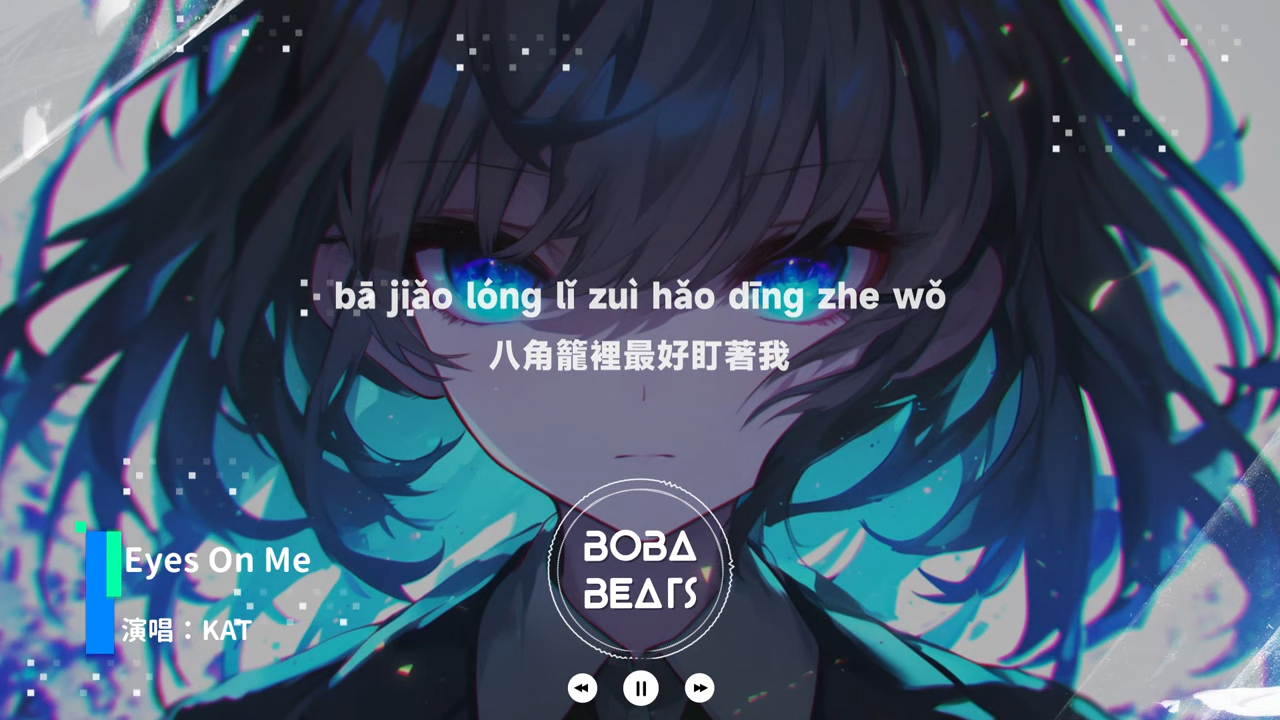 bā jiǎo lóng lǐ zuì hǎo dīng zhe wǒ
八角籠裡最好盯著我
Eyes On Me
演唱：KAT
BOBA
BEATS